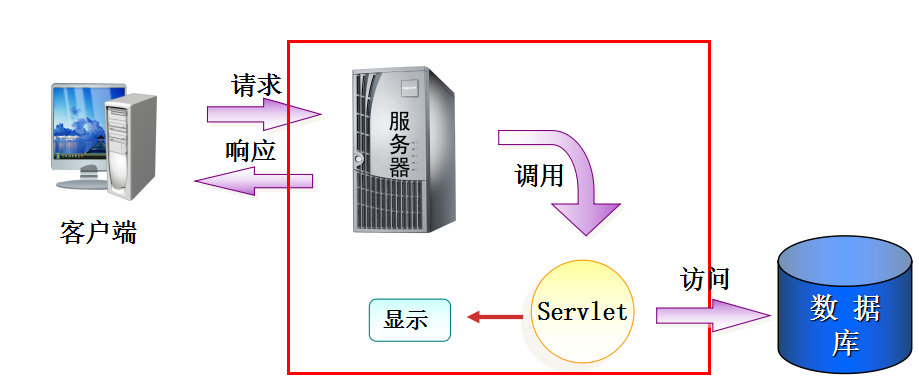 请求
响应
客户端
服
务
器
调用
访问
显示
Servlet
数 据
库